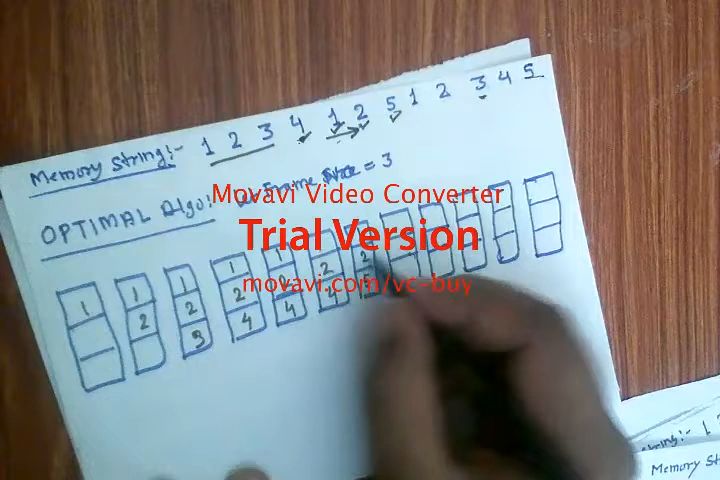 Memory String:- 1 2 3 4 1 2 5 1 2 3 4 5
OPTIMAL Algo:- Frame Size = 3
Movavi Video Converter
Trial Version
movavi.com/vc-buy
1 1 1 1 1
2 2 2 2 2
3 4 4 4
String:- 1
Memory St